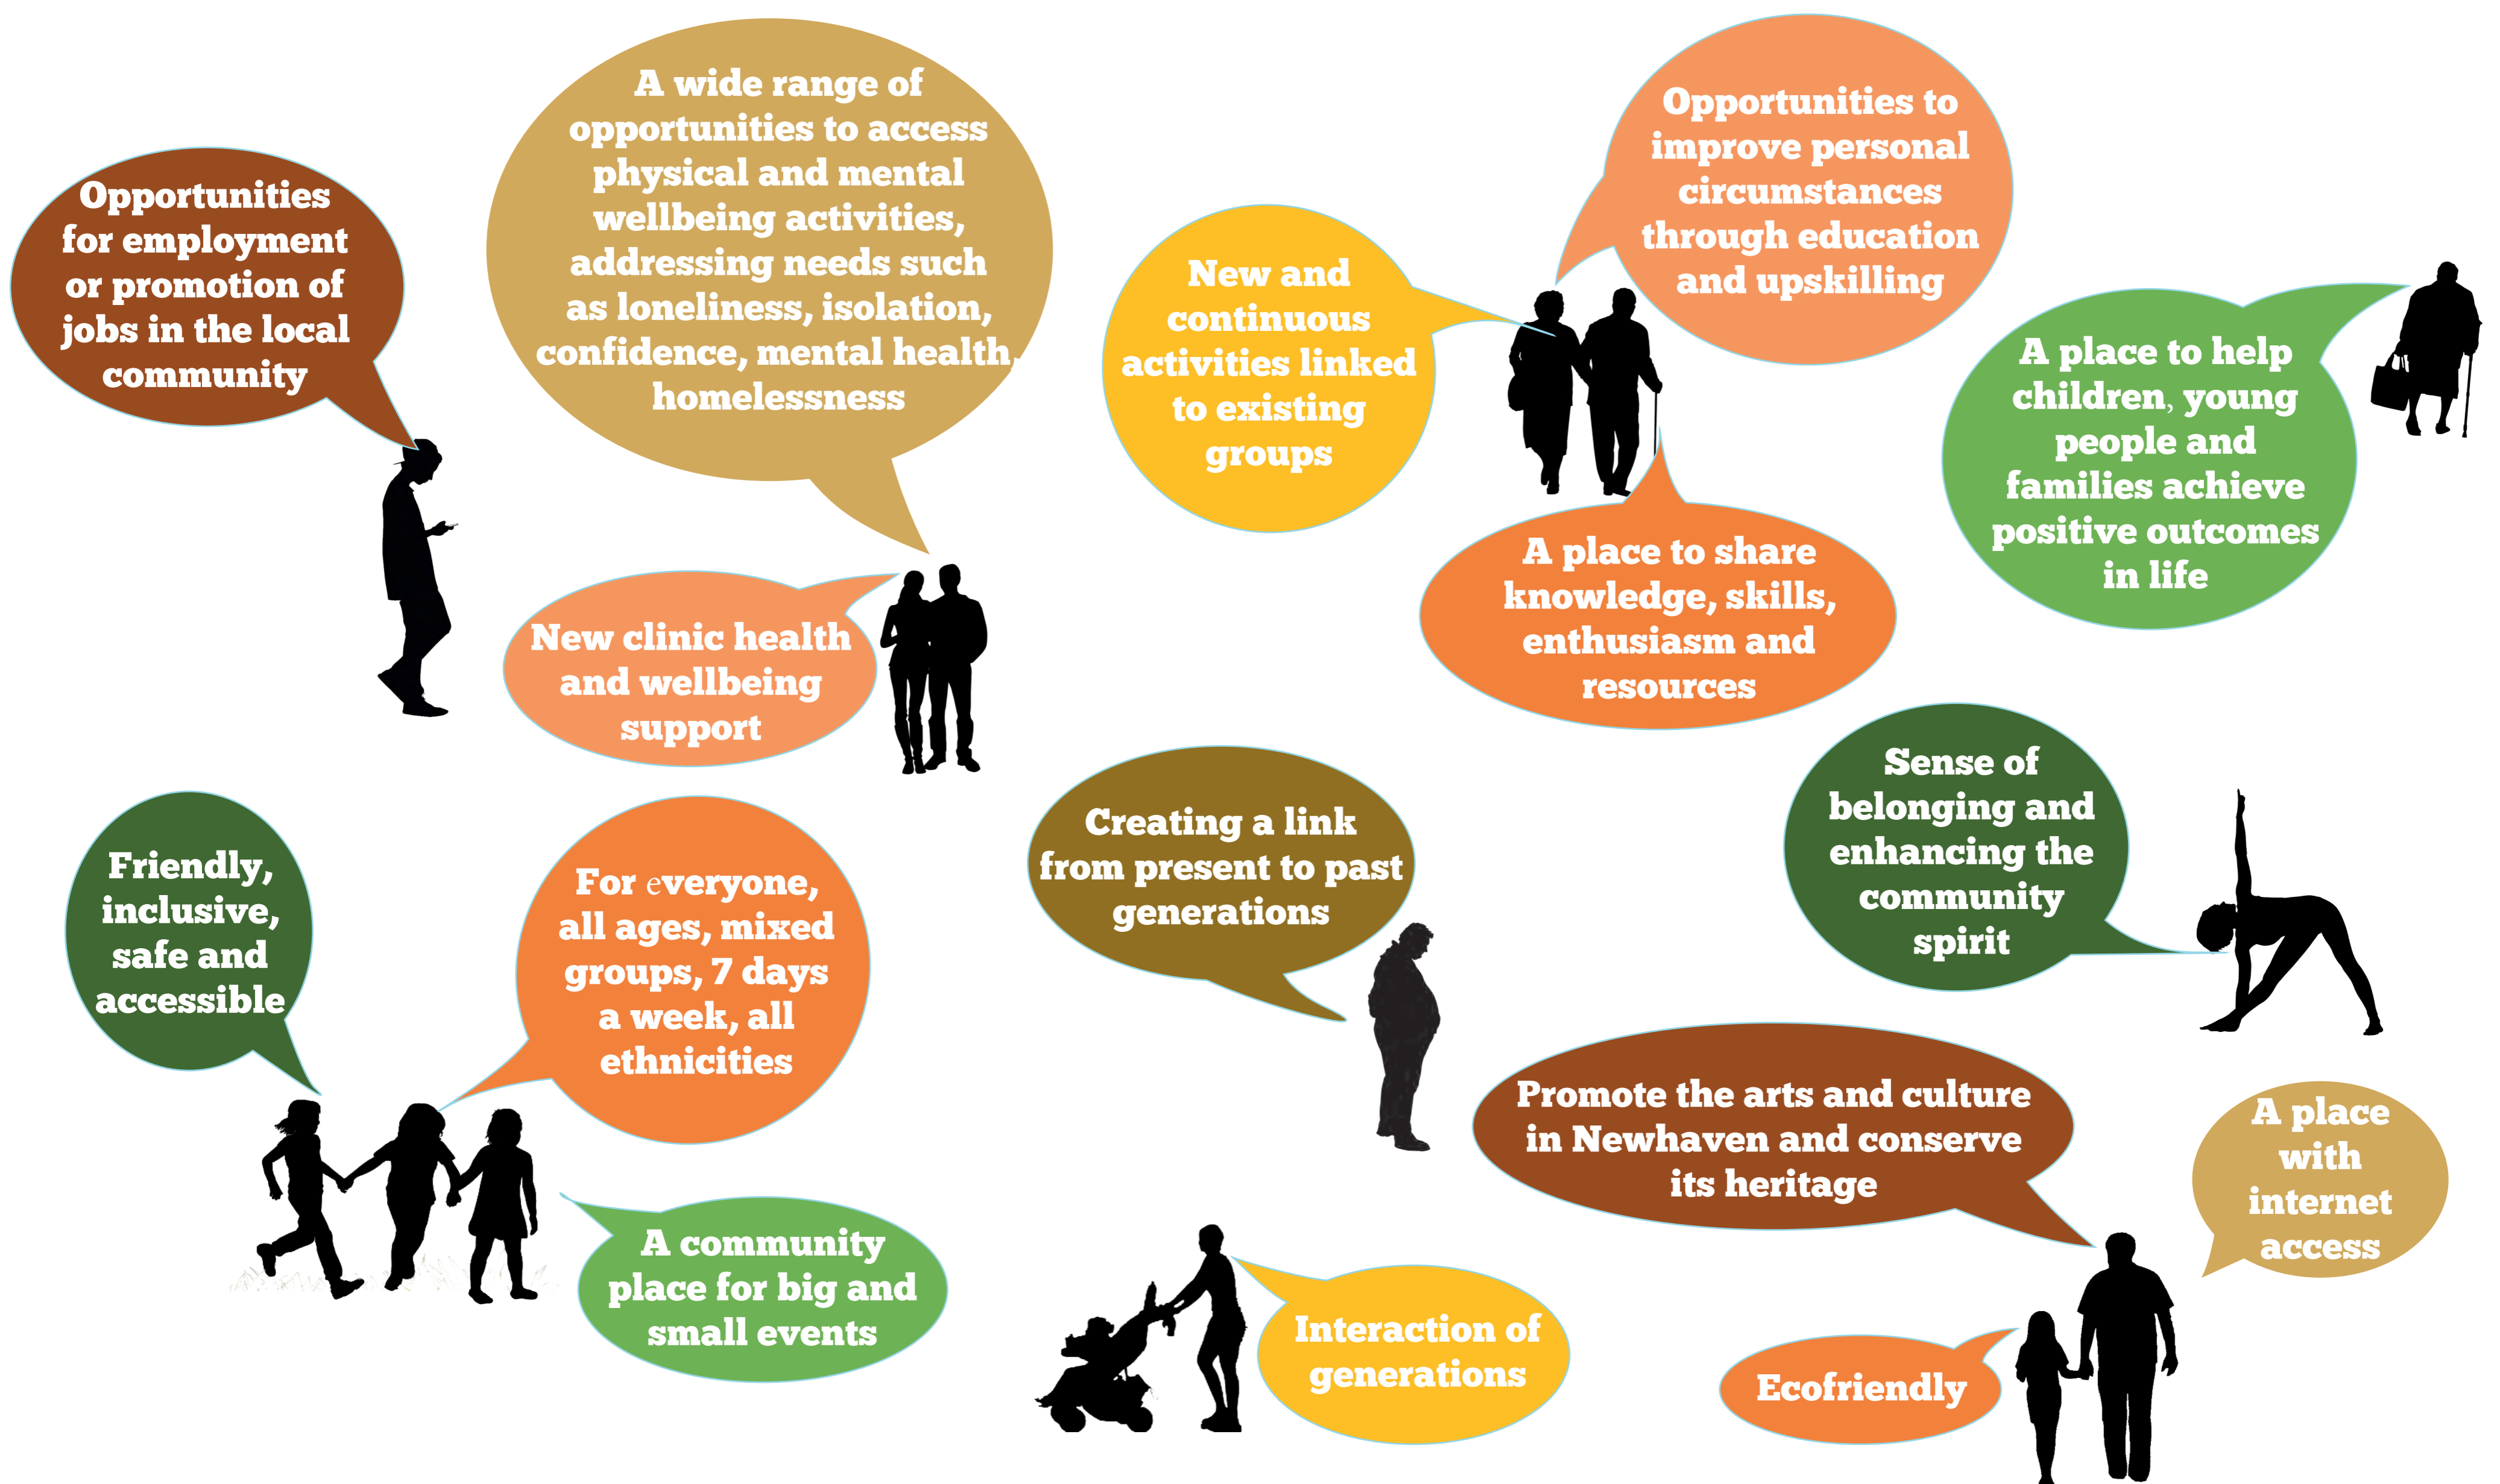 Opportunities
for employment
or promotion of
jobs in the local
community
A wide range of
opportunities to access
physical and mental
wellbeing activities,
addressing needs such
as loneliness, isolation,
confidence, mental health,
homelessness
New and
continuous
activities linked
to existing
groups
Opportunities to
improve personal
circumstances
through education
and upskilling
A place to help
children, young
people and
families achieve
positive outcomes
in life
New clinic health
and wellbeing
support
A place to share
knowledge, skills,
enthusiasm and
resources
Friendly,
inclusive,
safe and
accessible
For everyone,
all ages, mixed
groups, 7 days
a week, all
ethnicities
Creating a link
from present to past
generations
Sense of
belonging and
enhancing the
community
spirit
Promote the arts and culture
in Newhaven and conserve
its heritage
A place
with
internet
access
A community
place for big and
small events
Interaction of
generations
Ecofriendly